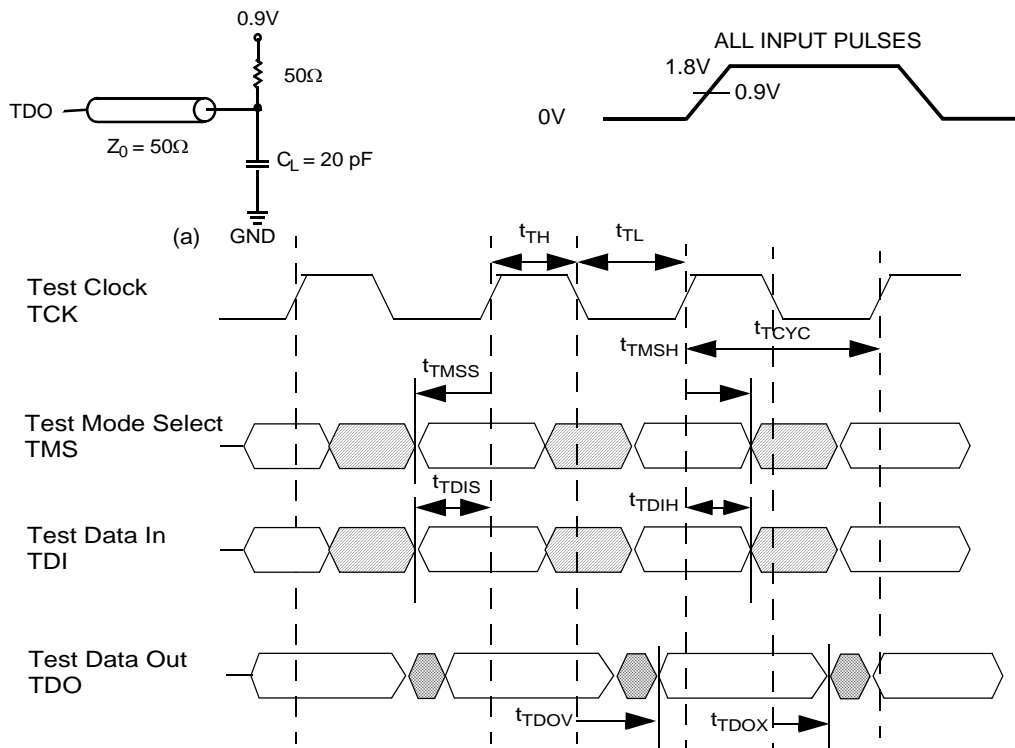 0.9V
50Ω
TDO
Z0 = 50Ω
CL = 20 pF
GND
(a)
ALL INPUT PULSES
1.8V
0.9V
0V
tTH
tTL
Test Clock
TCK
tTMSH
tTCYC
tTMSS
Test Mode Select
TMS
tTDIS
tTDIH
Test Data In
TDI
Test Data Out
TDO
tTDOV
tTDOX